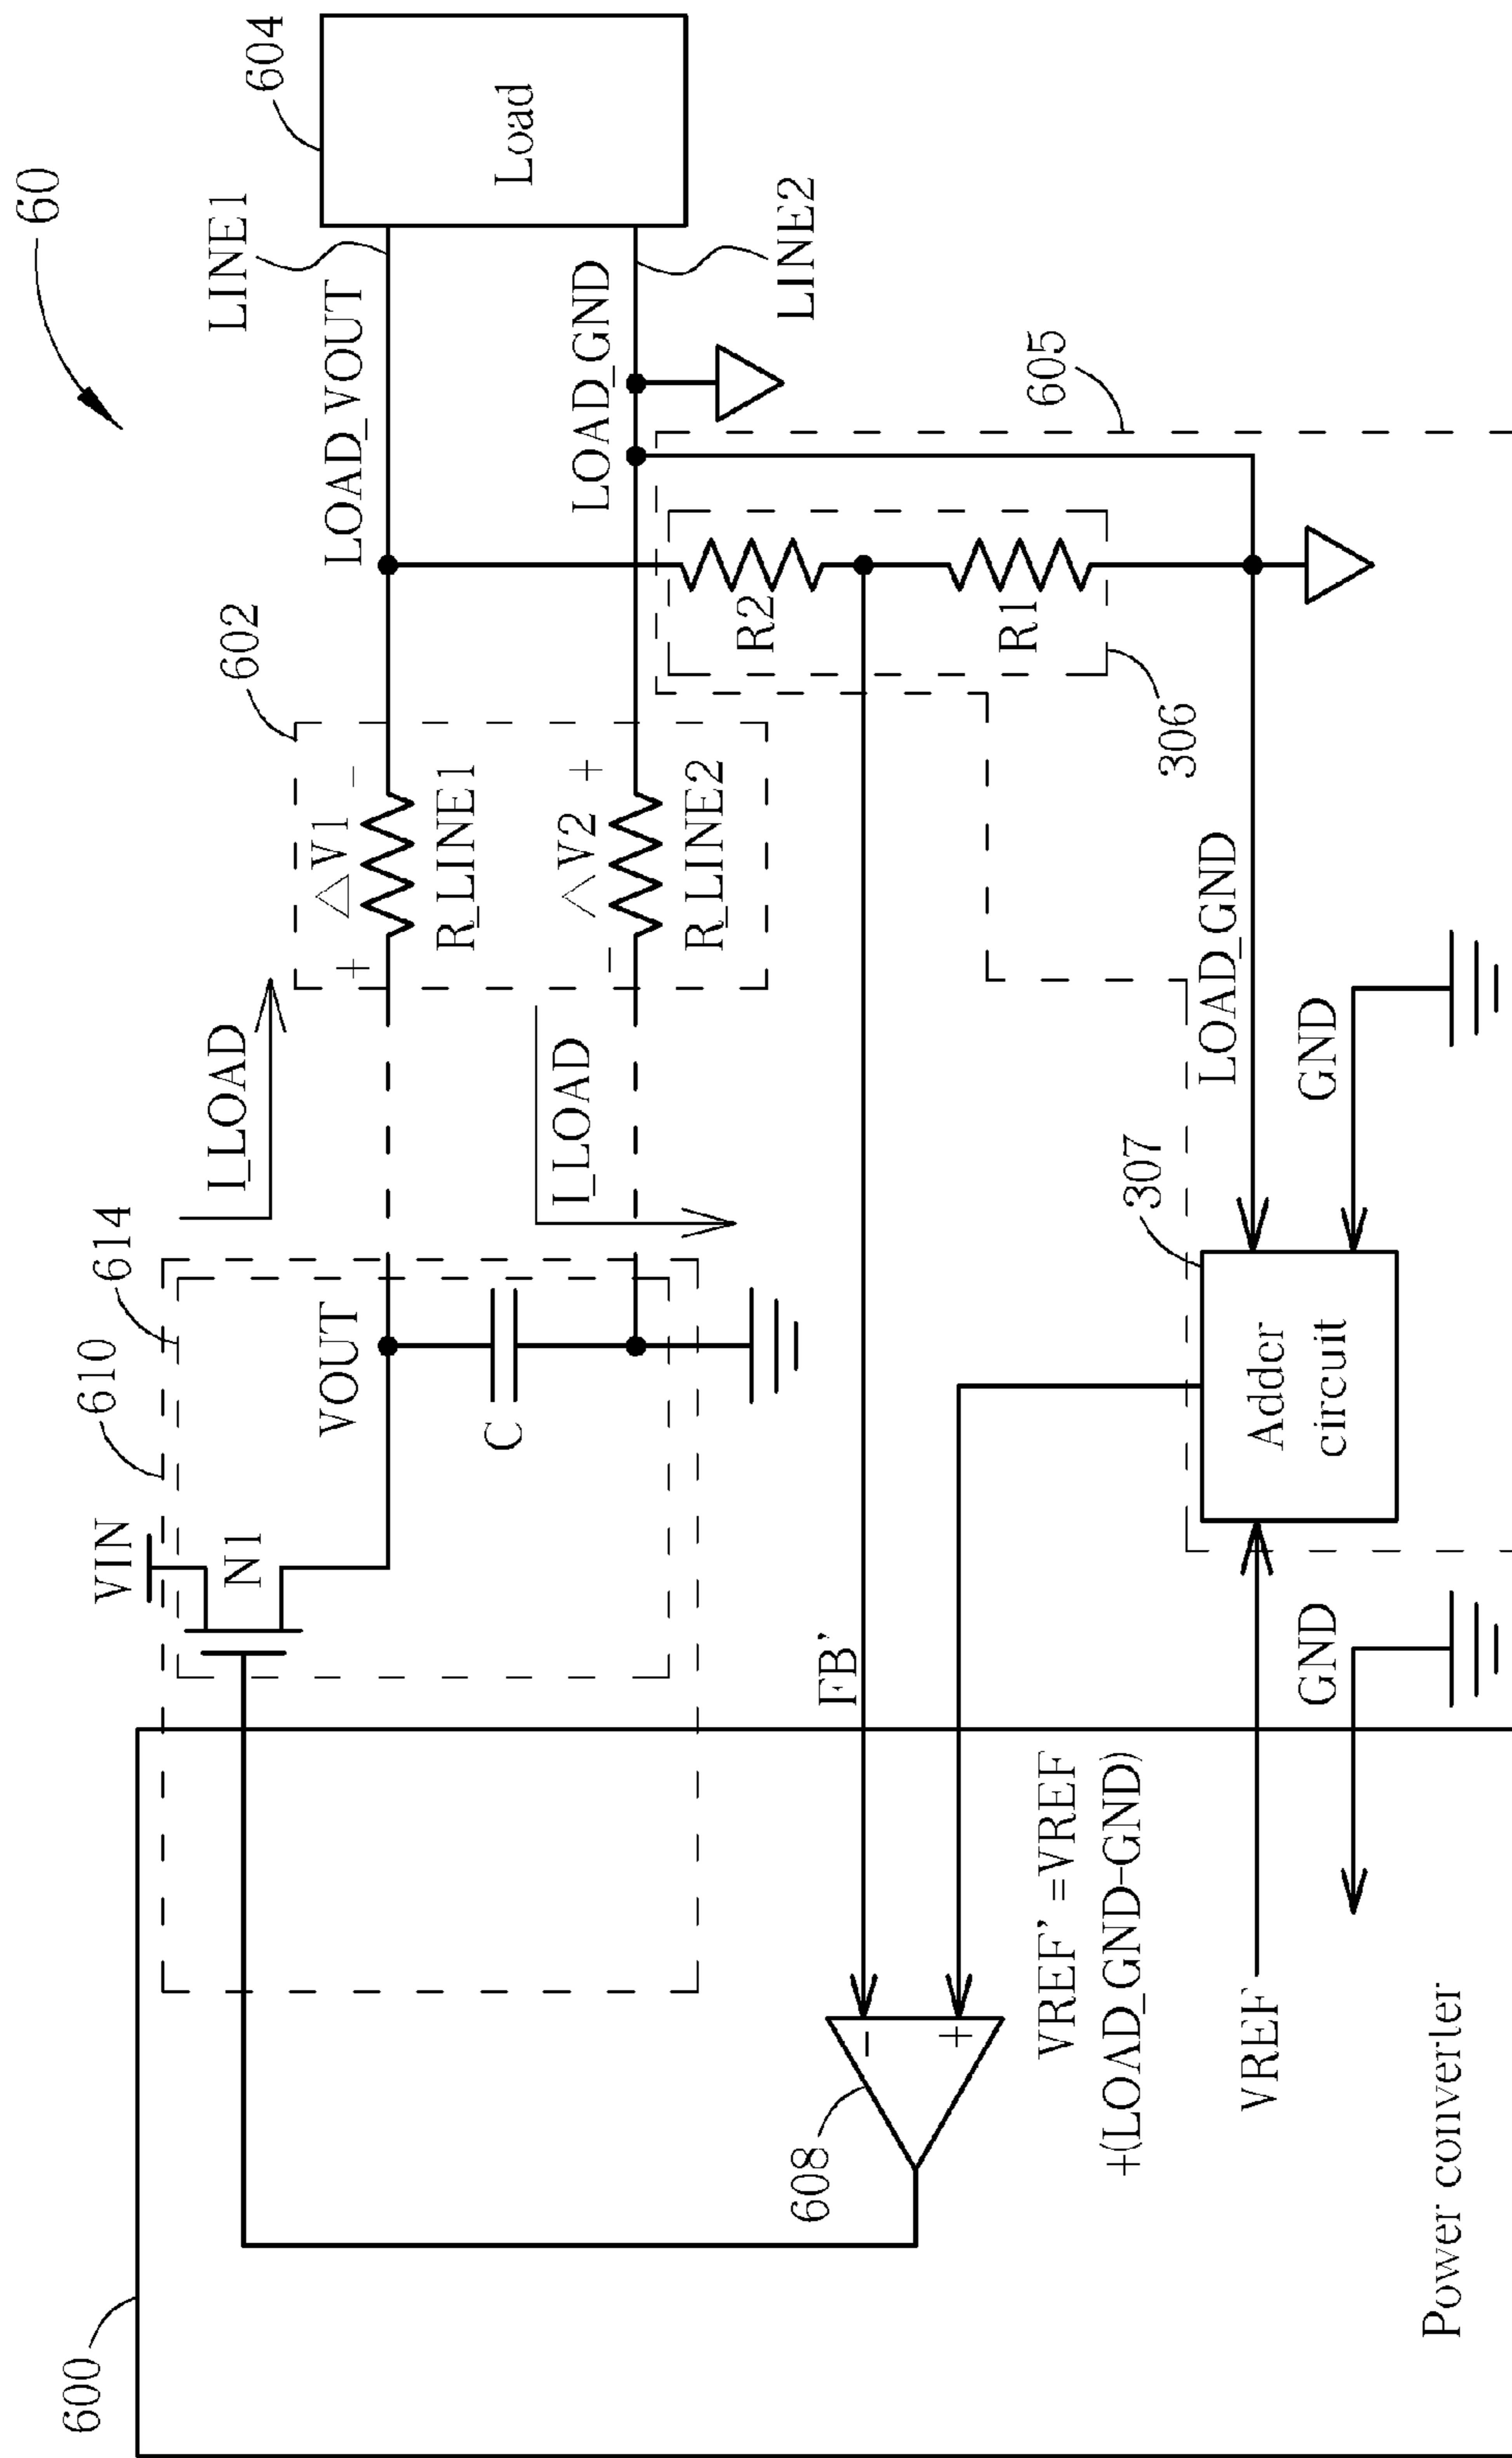 60
604
Load
LINE1
LINE2
LOAD_VOUT
LOAD_GND
605
602
△V1
+
−
R_LINE1
△V2
−
+
R_LINE2
R2
R1
306
I_LOAD
I_LOAD
LOAD_GND
GND
307
Adder
circuit
614
610
VOUT
C
VIN
N1
FB'
GND
VREF' =VREF
+(LOAD_GND-GND)
VREF
608
−
+
600
Power converter